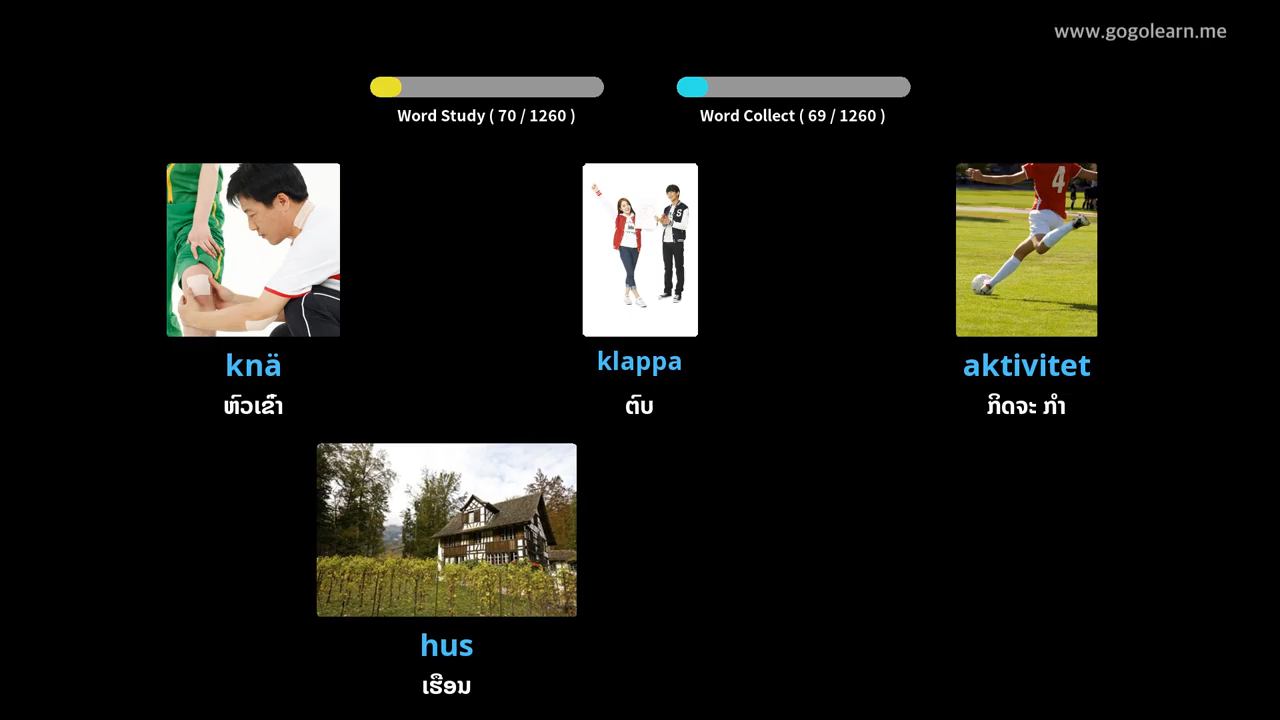 www.gogolearn.me
Word Study ( 70 / 1260 )
Word Collect ( 69 / 1260 )
knä
klappa
aktivitet
ຫົວເຂົ່າ
ຕົບ
ກິດຈະ ກຳ
hus
ເຮືອນ